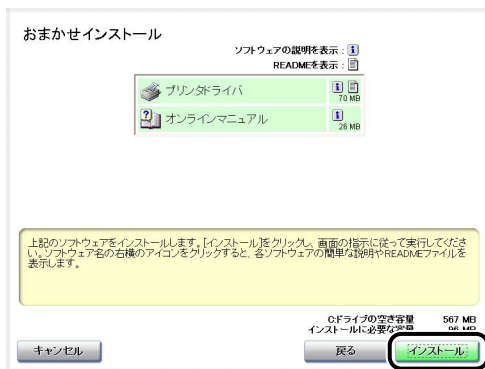 おまかせインストール
ソフトウェアの説明を表示 :
READMEを表示 :
プリンタドライバ
70 MB
オンラインマニュアル
26 MB
上記のソフトウェアをインストールします。[インストール]をクリックし、画面の指示に従って実行してくださ
い。ソフトウェア名の右横のアイコンをクリックすると、各ソフトウェアの簡単な説明やREADMEファイルを
表示します。
C:ドライブの空き容量 567 MB
インストールに必要な容量 96 MB
キャンセル 戻る インストール